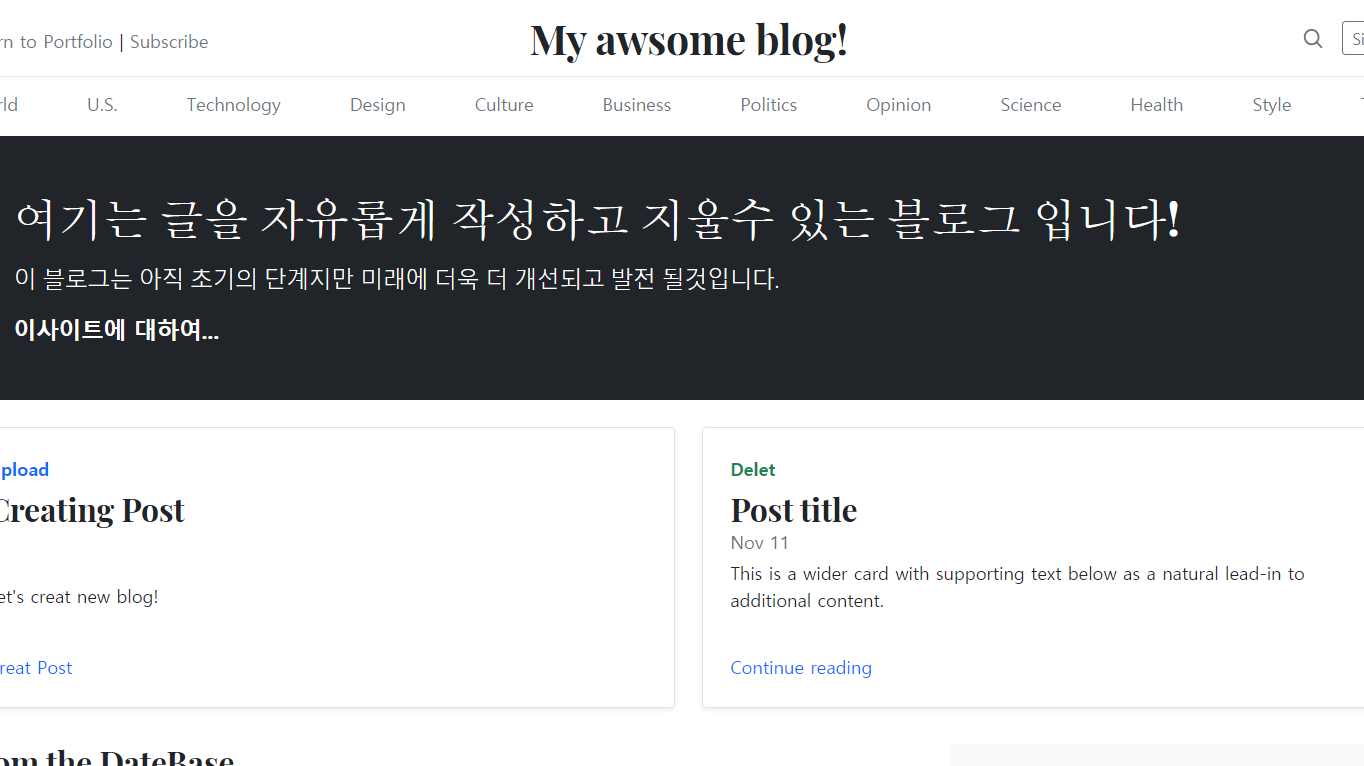 rn to Portfolio | Subscribe
My awsome blog!
Si
rld U.S. Technology Design Culture Business Politics Opinion Science Health Style
여기는 글을 자유롭게 작성하고 지울수 있는 블로그 입니다!
이 블로그는 아직 초기의 단계지만 미래에 더욱 더 개선되고 발전 될것입니다.
이사이트에 대하여...
pload
Creating Post
et's creat new blog!
reat Post
Delet
Post title
Nov 11
This is a wider card with supporting text below as a natural lead-in to
additional content.
Continue reading
om the DateBase